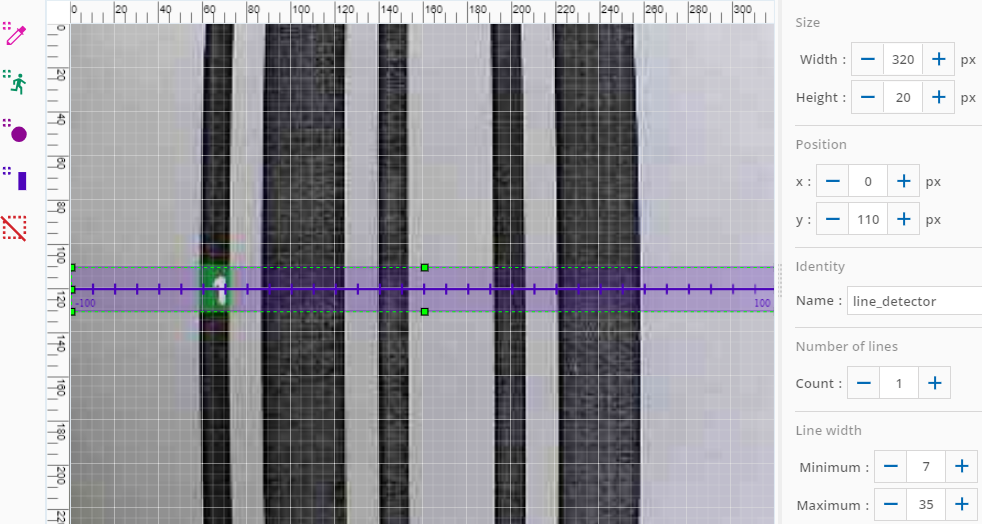 0 20 40 60 80 100 120 140 160 180 200 220 240 260 280 300
0
20
40
60
80
100
120
140
160
180
200
-100 100
Size
Width : 320 px
Height : 20 px
Position
x : 0 px
y : 110 px
Identity
Name : line_detector
Number of lines
Count : 1
Line width
Minimum : 7
Maximum : 35